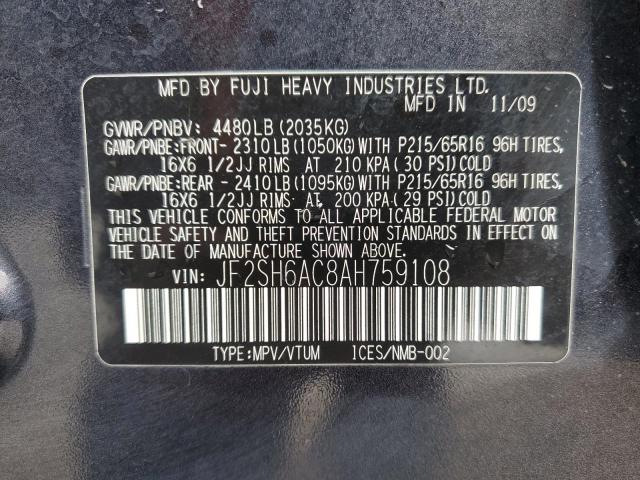 MFD BY FUJI HEAVY INDUSTRIES LTD.
MFD IN 11/09
GVWR/PNBV: 4480LB (2035KG)
GAWR/PNBE:FRONT- 2310LB (1050KG) WITH P215/65R16 96H TIRES,
16X6 1/2JJ RIMS AT 210 KPA ( 30 PSI) COLD
GAWR/PNBE:REAR - 2410LB (1095KG) WITH P215/65R16 96H TIRES,
16X6 1/2JJ RIMS AT 200 KPA ( 29 PSI) COLD
THIS VEHICLE CONFORMS TO ALL APPLICABLE FEDERAL MOTOR
VEHICLE SAFETY AND THEFT PREVENTION STANDARDS IN EFFECT ON
THE DATE OF MANUFACTURE SHOWN ABOVE.
VIN: JF2SH6AC8AH759108
TYPE:MPV/VTUM ICES/NMB-002